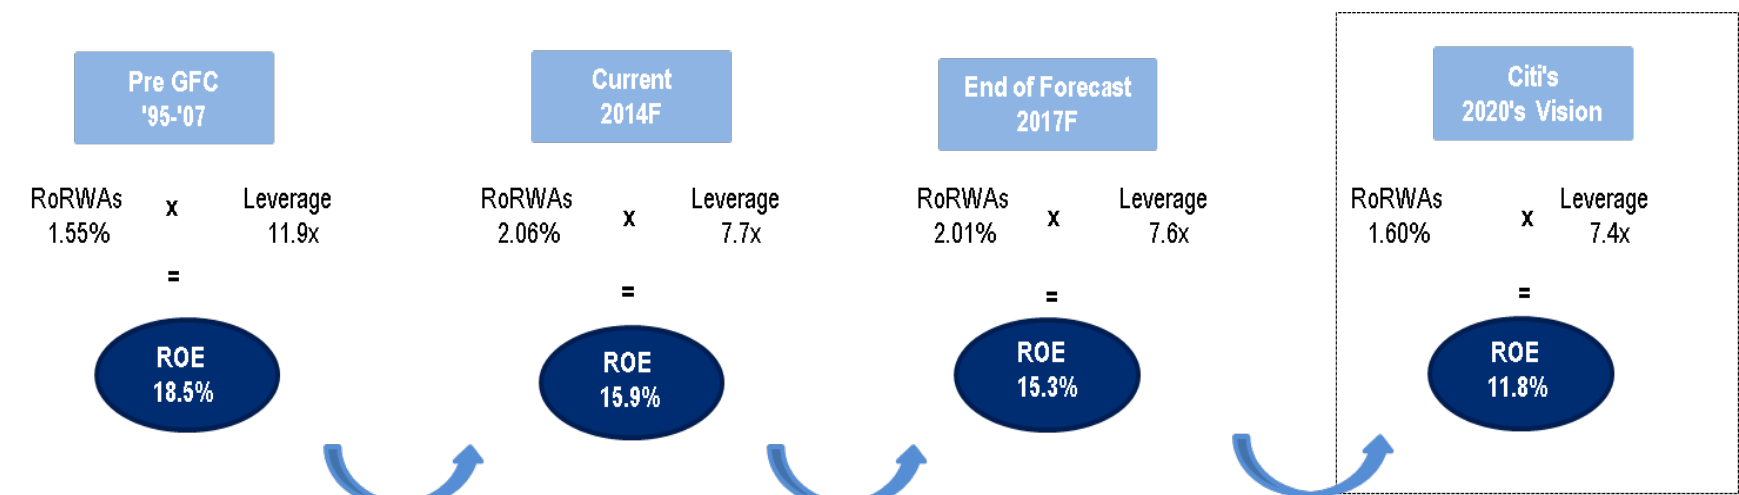 Pre GFC
'95-'07
RoRWAs x Leverage
1.55% 11.9x
=
ROE
18.5%
Current
2014F
RoRWAs x Leverage
2.06% 7.7x
=
ROE
15.9%
End of Forecast
2017F
RoRWAs x Leverage
2.01% 7.6x
=
ROE
15.3%
Citi's
2020's Vision
RoRWAs x Leverage
1.60% 7.4x
=
ROE
11.8%